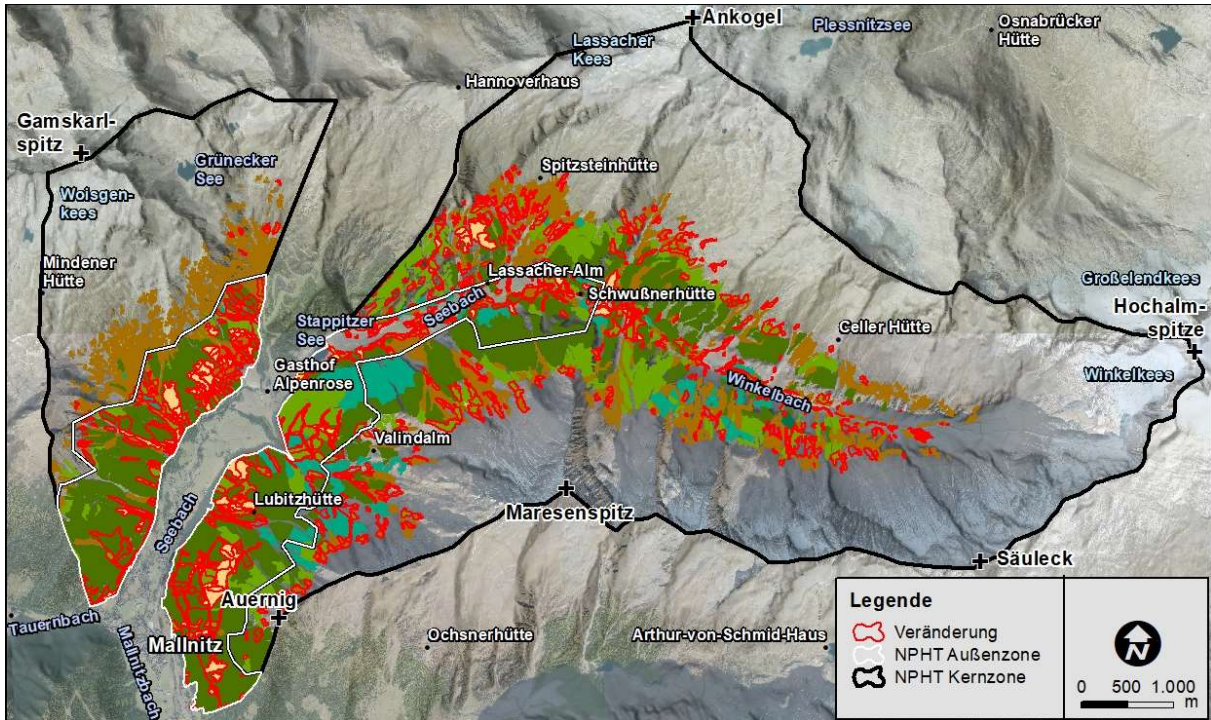 Ankogel
Plessnitzsee
Osnabrücker
Hütte
Lassacher
Kees
Hannoverhaus
Gamskarl-
spitz
Grünecker
See
Spitzsteinhütte
Woisgen-
kees
Mindener
Hütte
Lassacher-Alm
Großelendkees
Seebach
Schwußnerhütte
Stappitzer
See
Hochalm-
spitze
Celler Hütte
Gasthof
Alpenrose
Winkelkees
Winkelbach
Valindalm
Lubitzhütte
Maresenspitz
Seebach
Säuleck
Auernig
Tauernbach
Mallnitz
Mallnitzbach
Ochsnerhütte
Arthur-von-Schmid-Haus
Legende
Veränderung
NPHT Außenzone
NPHT Kernzone
N
0 500 1.000
m